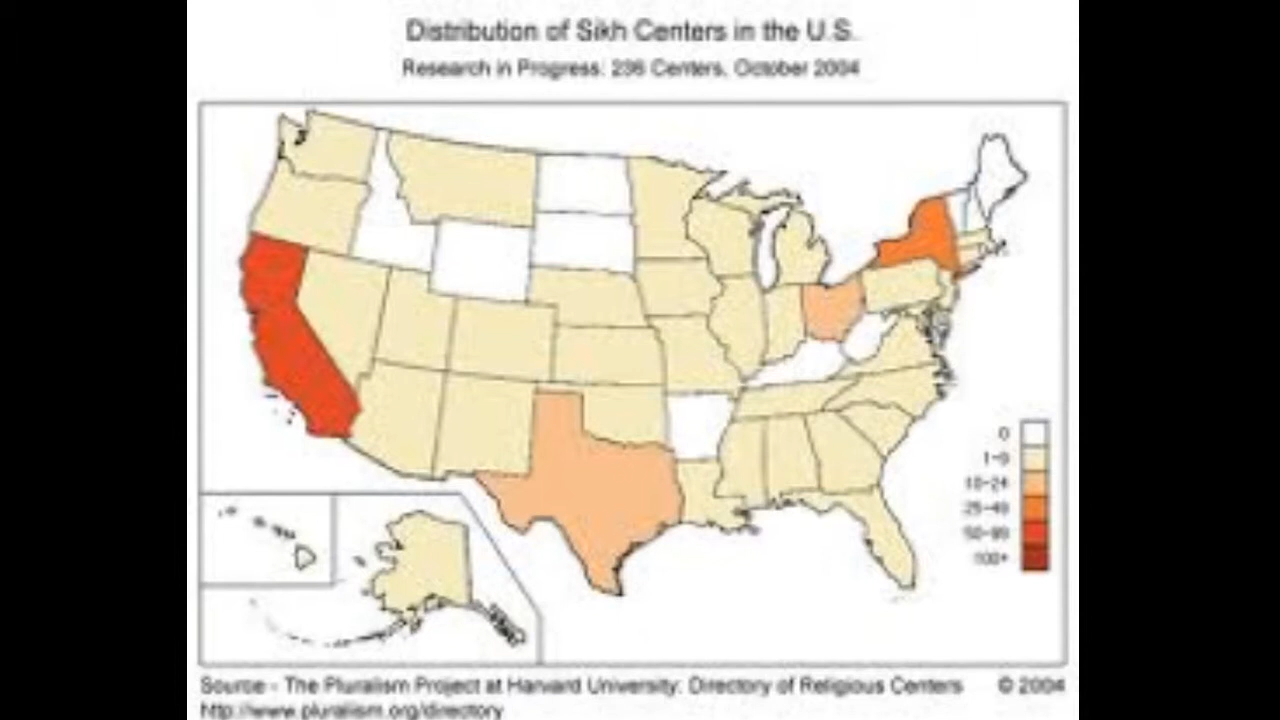 Distribution of Sikh Centers in the U.S.
Research in Progress: 236 Centers, October 2004
0
1-9
10-24
25-49
50-99
100+
Source - The Pluralism Project at Harvard University: Directory of Religious Centers © 2004
http://www.pluralism.org/directory